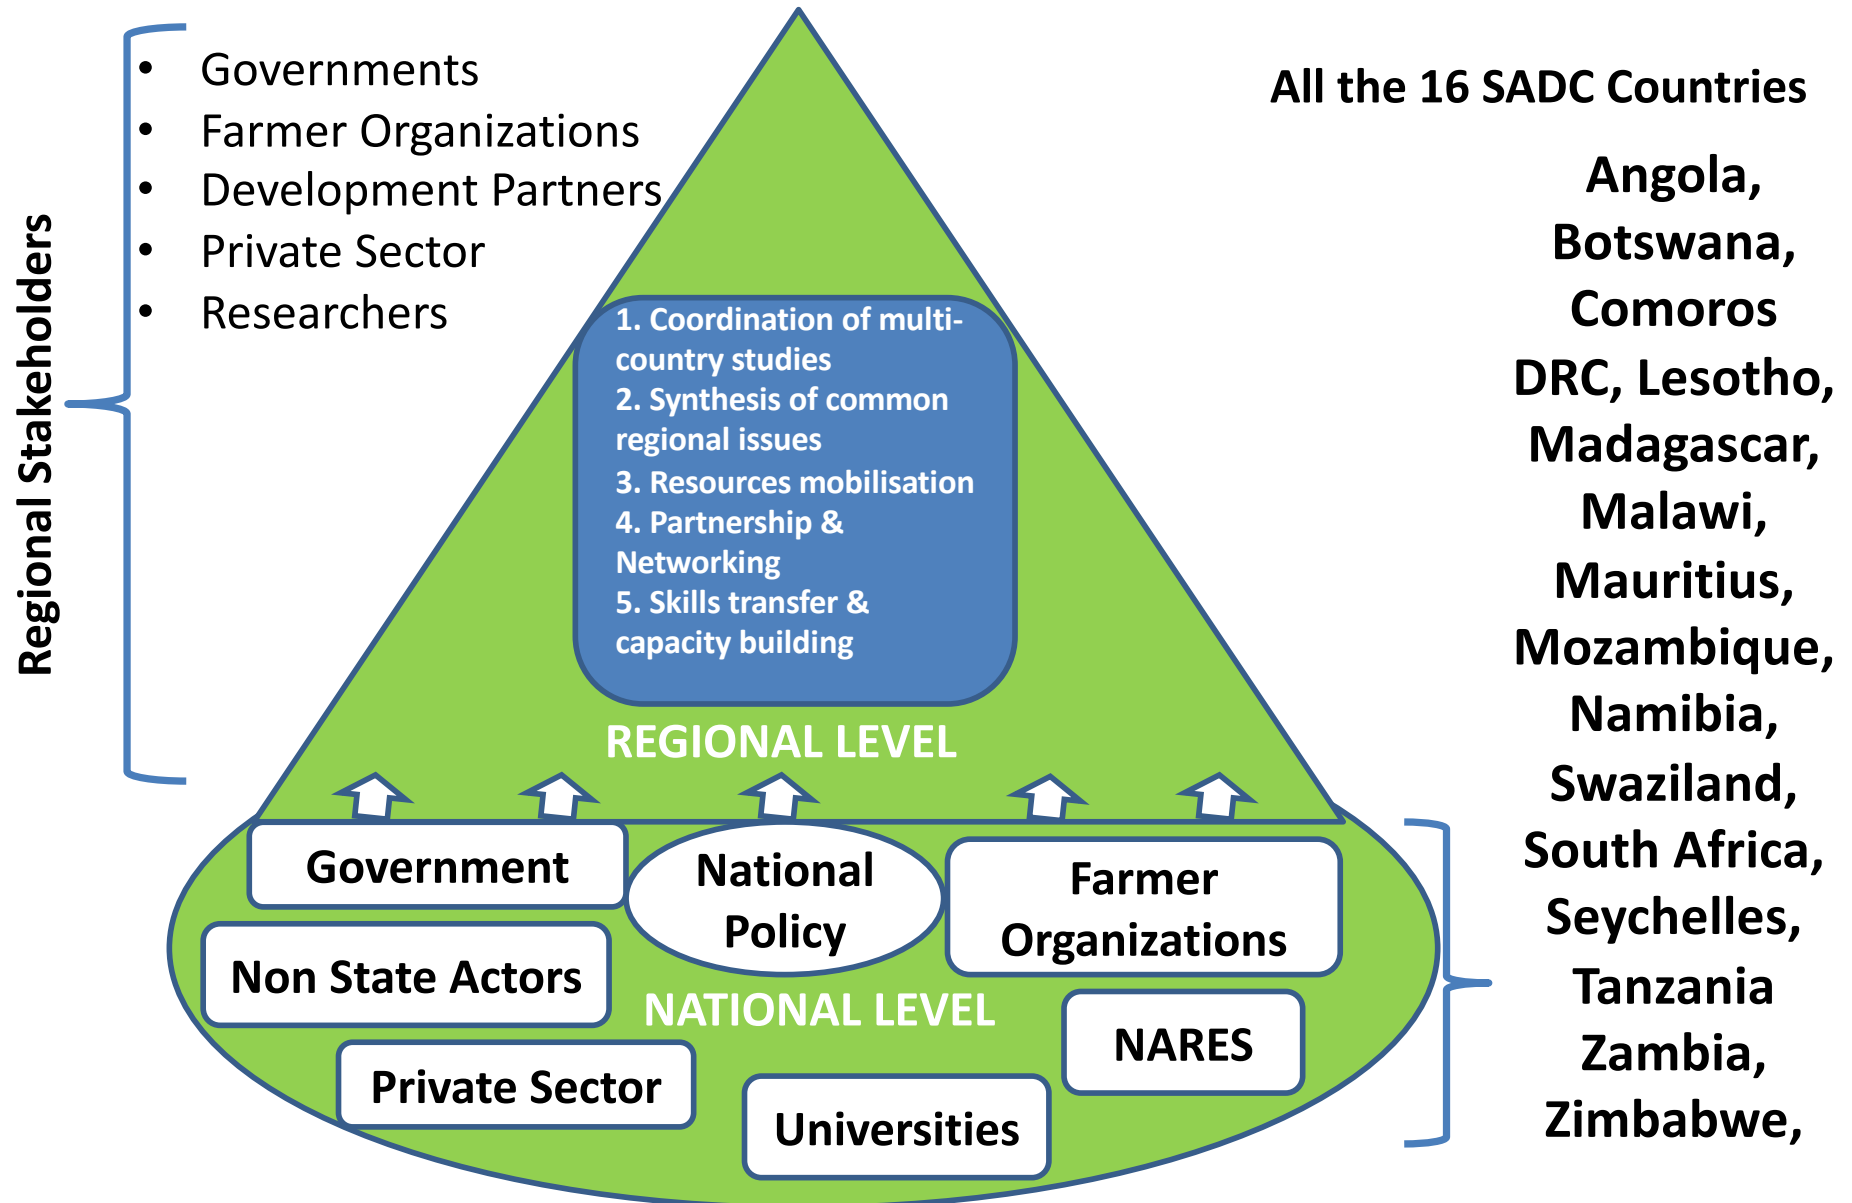 Regional Stakeholders
• Governments
• Farmer Organizations
• Development Partners
• Private Sector
• Researchers
1. Coordination of multi-
country studies
2. Synthesis of common
regional issues
3. Resources mobilisation
4. Partnership &
Networking
5. Skills transfer &
capacity building
REGIONAL LEVEL
Government
National
Policy
Farmer
Organizations
Non State Actors
NATIONAL LEVEL
NARES
Private Sector
Universities
All the 16 SADC Countries
Angola,
Botswana,
Comoros
DRC, Lesotho,
Madagascar,
Malawi,
Mauritius,
Mozambique,
Namibia,
Swaziland,
South Africa,
Seychelles,
Tanzania
Zambia,
Zimbabwe,